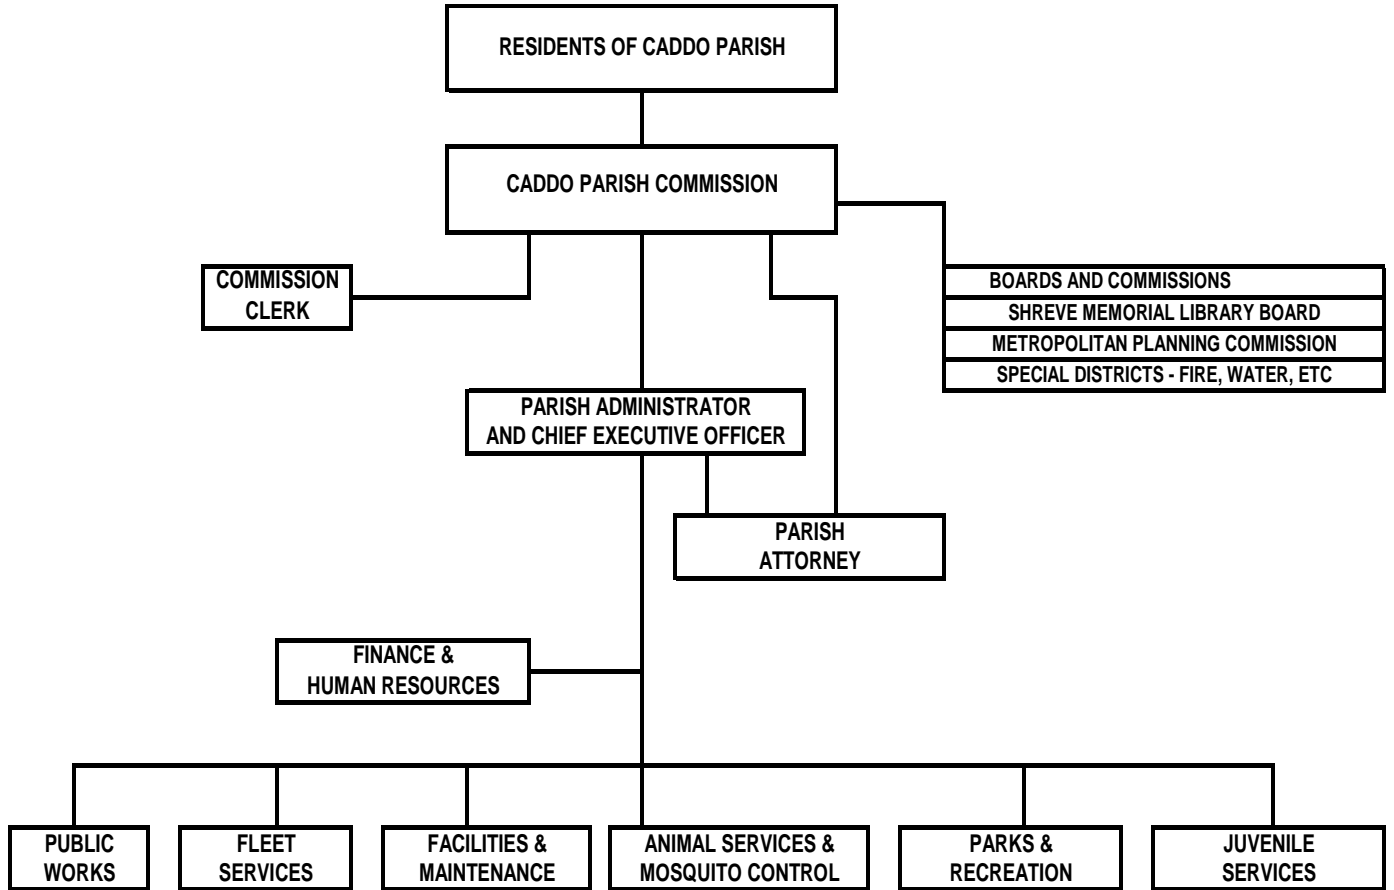 RESIDENTS OF CADDO PARISH
CADDO PARISH COMMISSION
COMMISSION
CLERK
BOARDS AND COMMISSIONS
SHREVE MEMORIAL LIBRARY BOARD
METROPOLITAN PLANNING COMMISSION
SPECIAL DISTRICTS - FIRE, WATER, ETC
PARISH ADMINISTRATOR
AND CHIEF EXECUTIVE OFFICER
PARISH
ATTORNEY
FINANCE &
HUMAN RESOURCES
PUBLIC
WORKS
FLEET
SERVICES
FACILITIES &
MAINTENANCE
ANIMAL SERVICES &
MOSQUITO CONTROL
PARKS &
RECREATION
JUVENILE
SERVICES